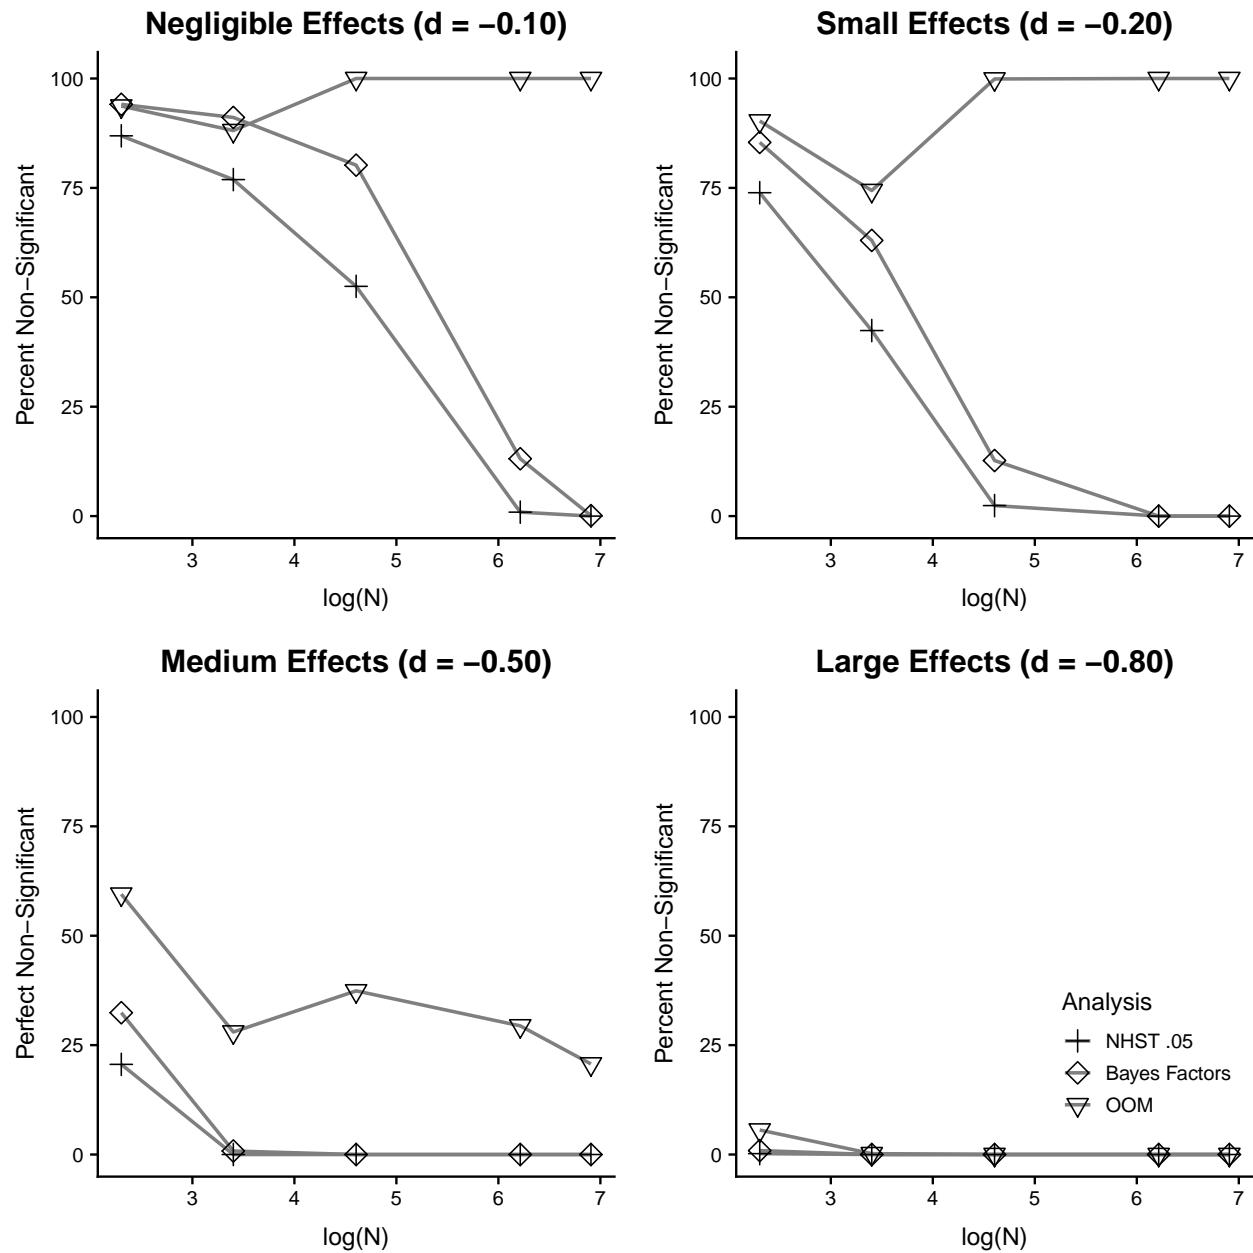 Negligible Effects (d = −0.10)
Percent Non−Significant
100
75
50
25
0
3 4 5 6 7
log(N)
Small Effects (d = −0.20)
Percent Non−Significant
100
75
50
25
0
3 4 5 6 7
log(N)
Medium Effects (d = −0.50)
Perfect Non−Significant
100
75
50
25
0
3 4 5 6 7
log(N)
Large Effects (d = −0.80)
Percent Non−Significant
100
75
50
25
0
3 4 5 6 7
log(N)
Analysis
NHST .05
Bayes Factors
OOM